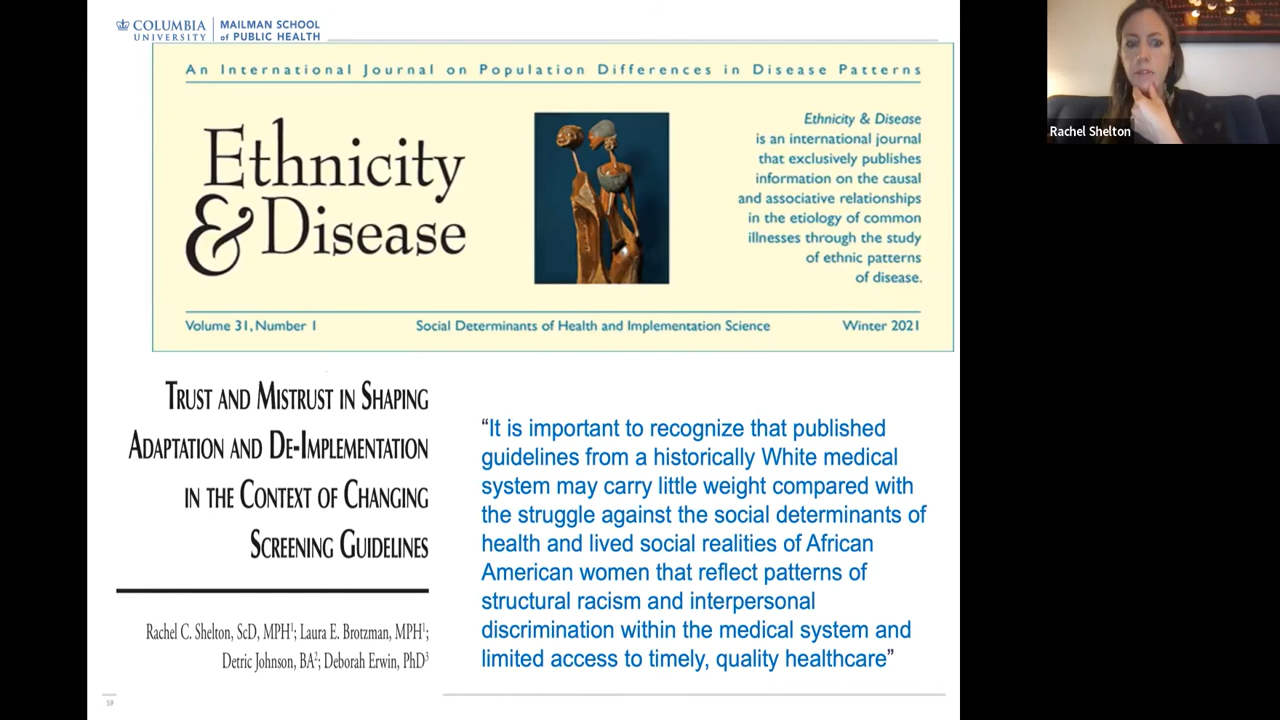 COLUMBIA UNIVERSITY
MAILMAN SCHOOL of PUBLIC HEALTH
An International Journal on Population Differences in Disease Patterns
Ethnicity
& Disease
Ethnicity & Disease
is an international journal
that exclusively publishes
information on the causal
and associative relationships
in the etiology of common
illnesses through the study
of ethnic patterns
of disease.
Volume 31, Number 1
Social Determinants of Health and Implementation Science
Winter 2021
TRUST AND MISTRUST IN SHAPING
ADAPTATION AND DE-IMPLEMENTATION
IN THE CONTEXT OF CHANGING
SCREENING GUIDELINES
Rachel C. Shelton, ScD, MPH¹; Laura E. Brotzman, MPH¹;
Detric Johnson, BA²; Deborah Erwin, PhD³
“It is important to recognize that published
guidelines from a historically White medical
system may carry little weight compared with
the struggle against the social determinants of
health and lived social realities of African
American women that reflect patterns of
structural racism and interpersonal
discrimination within the medical system and
limited access to timely, quality healthcare”
Rachel Shelton